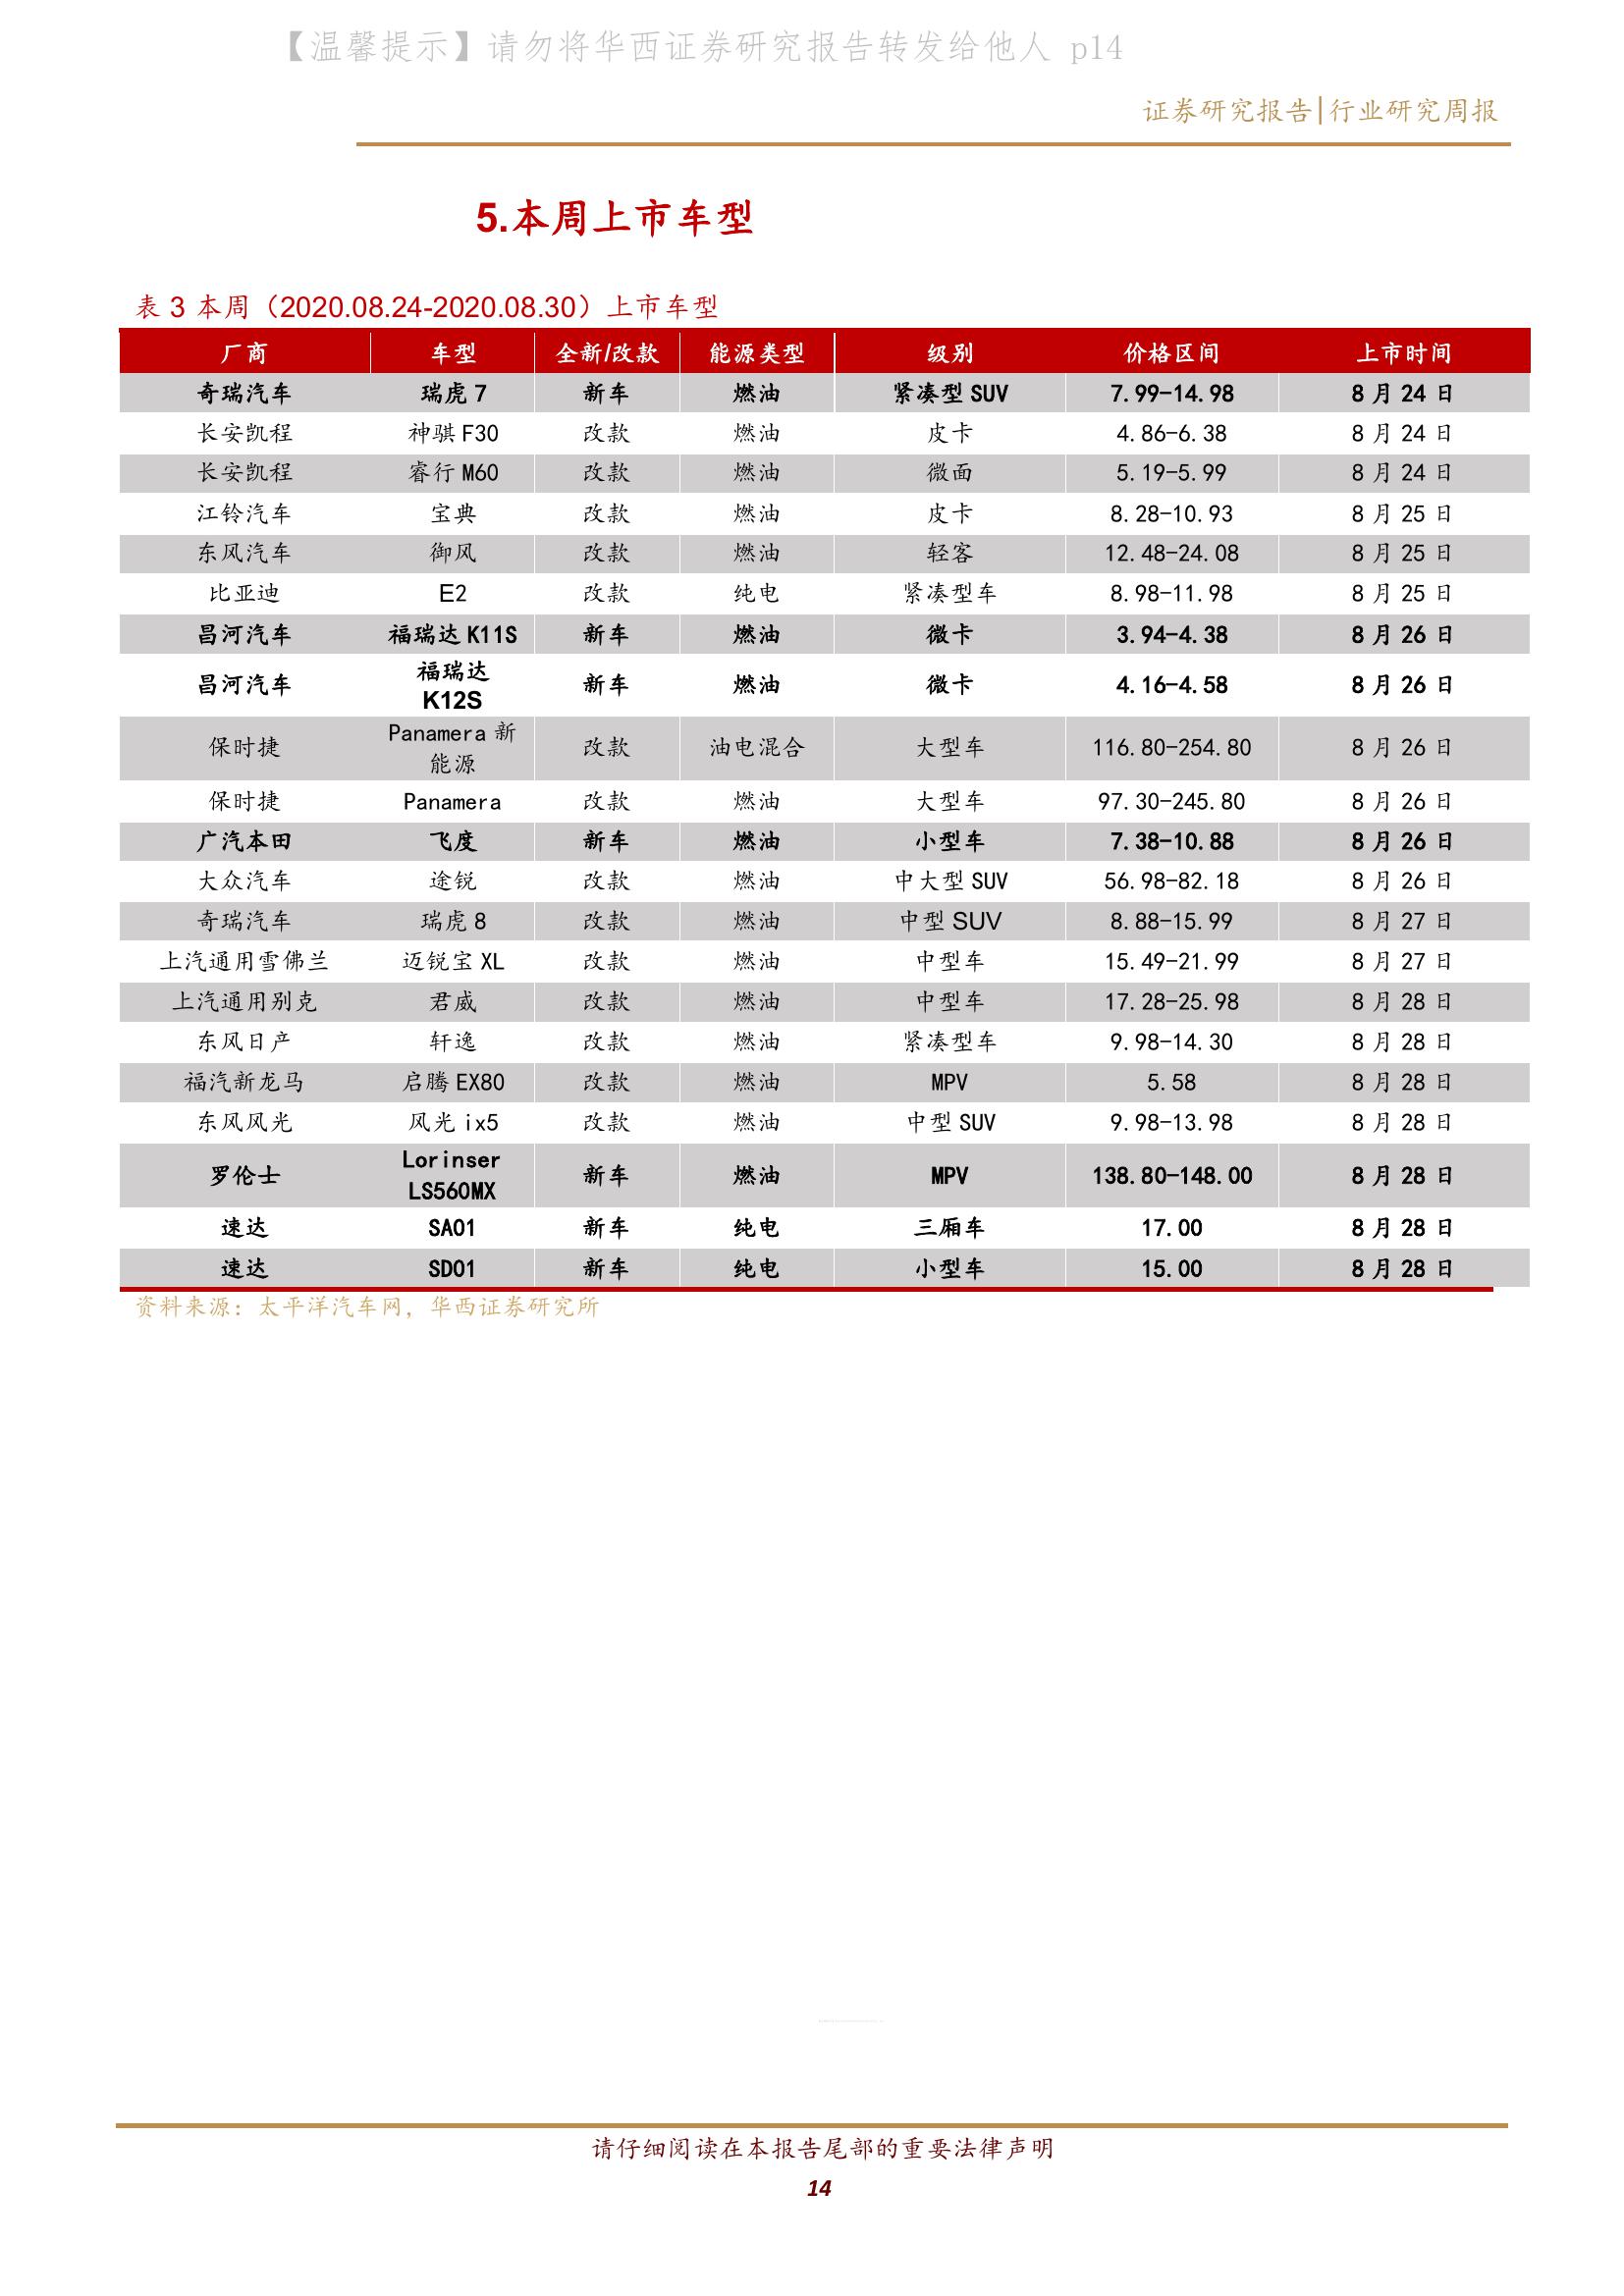 【温馨提示】请勿将华西证券研究报告转发给他人 p14
证券研究报告|行业研究周报
5.本周上市车型
表 3 本周（2020.08.24-2020.08.30）上市车型
厂商 车型 全新/改款 能源类型 级别 价格区间 上市时间
奇瑞汽车 瑞虎 7 新车 燃油 紧凑型 SUV 7.99-14.98 8 月 24 日
长安凯程 神骐 F30 改款 燃油 皮卡 4.86-6.38 8 月 24 日
长安凯程 睿行 M60 改款 燃油 微面 5.19-5.99 8 月 24 日
江铃汽车 宝典 改款 燃油 皮卡 8.28-10.93 8 月 25 日
东风汽车 御风 改款 燃油 轻客 12.48-24.08 8 月 25 日
比亚迪 E2 改款 纯电 紧凑型车 8.98-11.98 8 月 25 日
昌河汽车 福瑞达 K11S 新车 燃油 微卡 3.94-4.38 8 月 26 日
昌河汽车 福瑞达 K12S 新车 燃油 微卡 4.16-4.58 8 月 26 日
保时捷 Panamera 新能源 改款 油电混合 大型车 116.80-254.80 8 月 26 日
保时捷 Panamera 改款 燃油 大型车 97.30-245.80 8 月 26 日
广汽本田 飞度 新车 燃油 小型车 7.38-10.88 8 月 26 日
大众汽车 途锐 改款 燃油 中大型 SUV 56.98-82.18 8 月 26 日
奇瑞汽车 瑞虎 8 改款 燃油 中型 SUV 8.88-15.99 8 月 27 日
上汽通用雪佛兰 迈锐宝 XL 改款 燃油 中型车 15.49-21.99 8 月 27 日
上汽通用别克 君威 改款 燃油 中型车 17.28-25.98 8 月 28 日
东风日产 轩逸 改款 燃油 紧凑型车 9.98-14.30 8 月 28 日
福汽新龙马 启腾 EX80 改款 燃油 MPV 5.58 8 月 28 日
东风风光 风光 ix5 改款 燃油 中型 SUV 9.98-13.98 8 月 28 日
罗伦士 Lorinser LS560MX 新车 燃油 MPV 138.80-148.00 8 月 28 日
速达 SA01 新车 纯电 三厢车 17.00 8 月 28 日
速达 SD01 新车 纯电 小型车 15.00 8 月 28 日
资料来源：太平洋汽车网，华西证券研究所
请仔细阅读在本报告尾部的重要法律声明
14